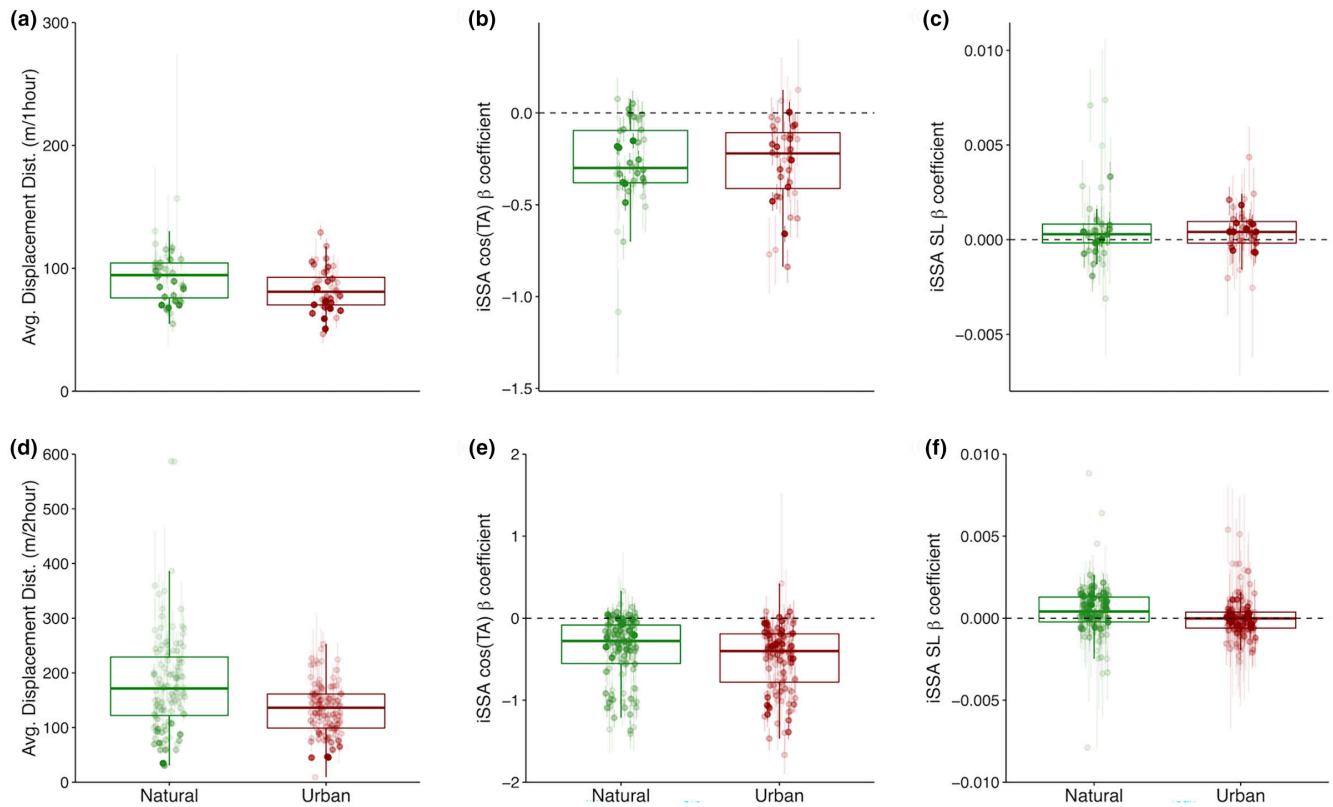 (a)
Avg. Displacement Dist. (m/1hour)
300
200
100
0
(b)
iSSA cos(TA) β coefficient
0.0
−0.5
−1.0
−1.5
(c)
iSSA SL β coefficient
0.010
0.005
0.000
−0.005
(d)
Avg. Displacement Dist. (m/2hour)
600
500
400
300
200
100
0
Natural
Urban
(e)
iSSA cos(TA) β coefficient
2
1
0
−1
−2
Natural
Urban
(f)
iSSA SL β coefficient
0.010
0.005
0.000
−0.005
−0.010
Natural
Urban